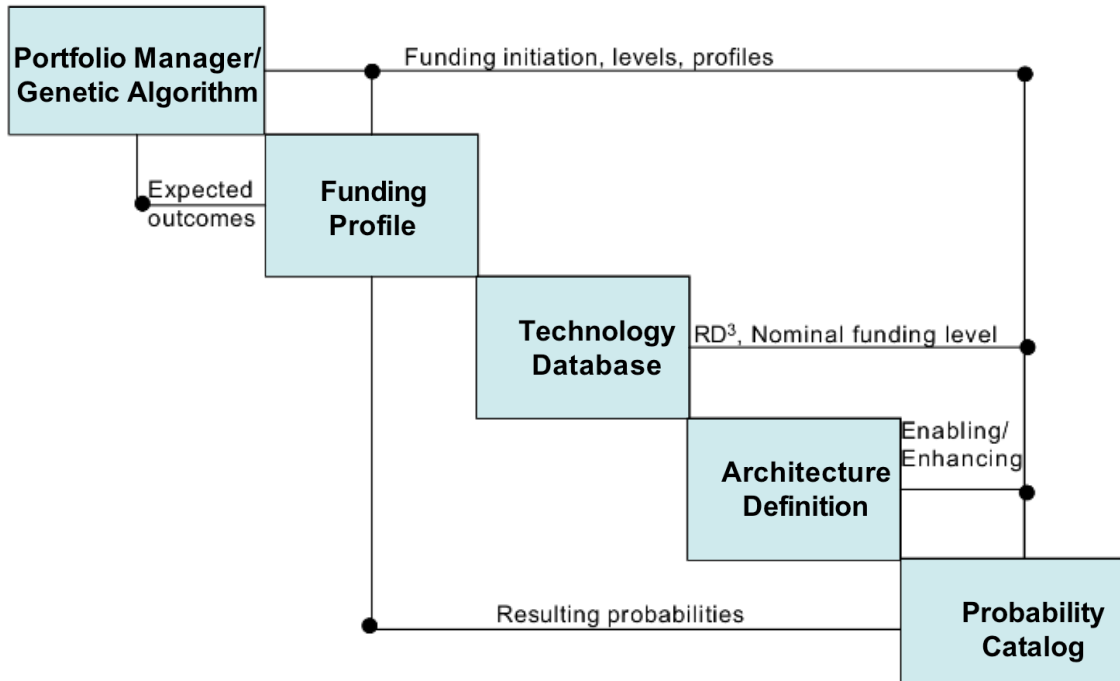 Portfolio Manager/
Genetic Algorithm
Funding initiation, levels, profiles
Expected
outcomes
Funding
Profile
Technology
Database
RD³, Nominal funding level
Enabling/
Enhancing
Architecture
Definition
Resulting probabilities
Probability
Catalog